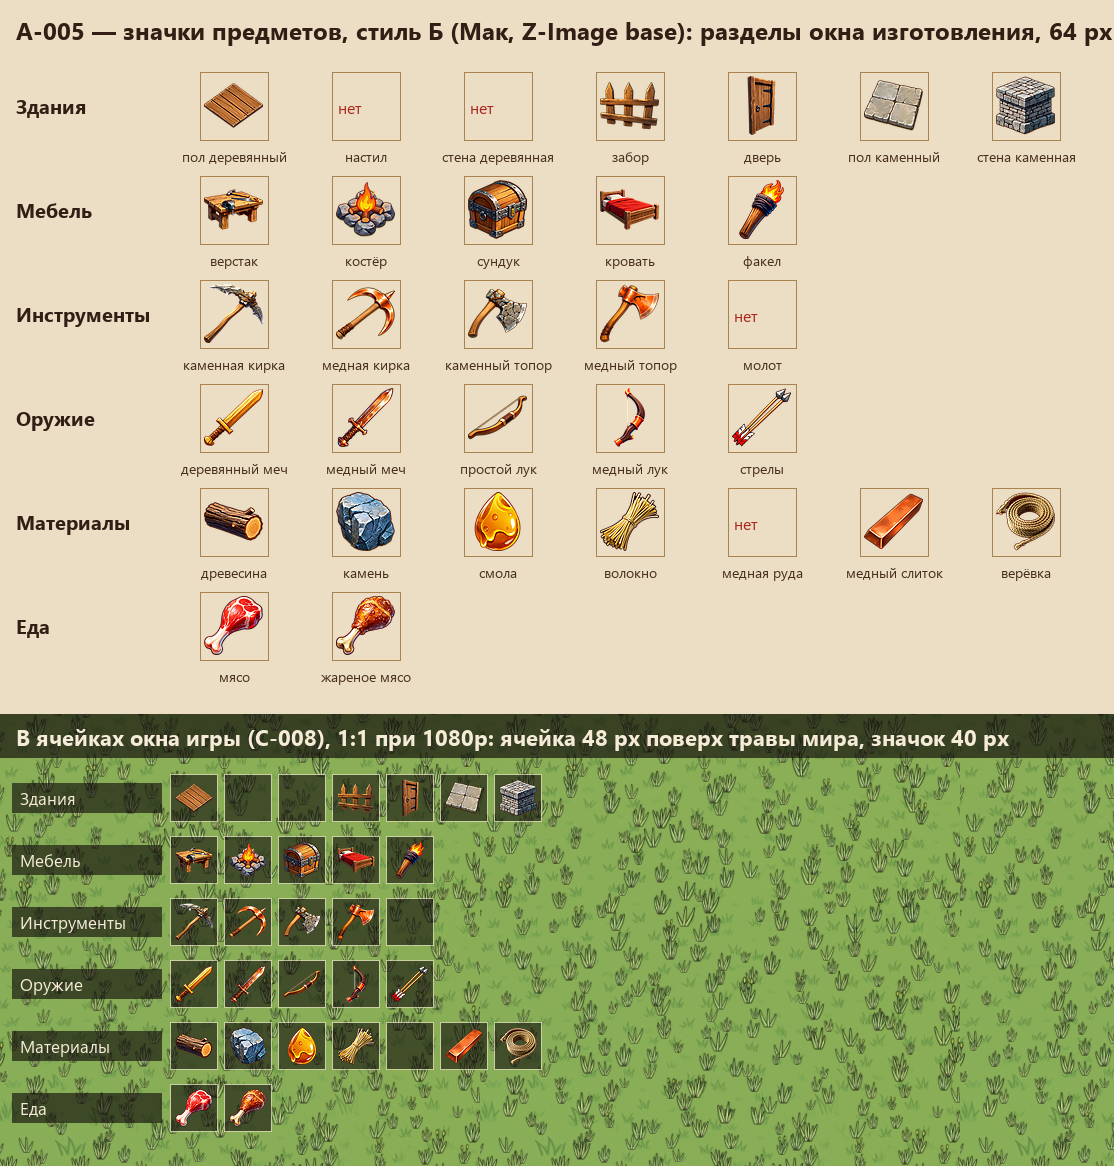 А-005 — значки предметов, стиль Б (Мак, Z-Image base): разделы окна изготовления, 64 px
Здания
нет
нет
пол деревянный
настил
стена деревянная
забор
дверь
пол каменный
стена каменная
Мебель
верстак
костёр
сундук
кровать
факел
Инструменты
нет
каменная кирка
медная кирка
каменный топор
медный топор
молот
Оружие
деревянный меч
медный меч
простой лук
медный лук
стрелы
Материалы
нет
древесина
камень
смола
волокно
медная руда
медный слиток
верёвка
Еда
мясо
жареное мясо
В ячейках окна игры (С-008), 1:1 при 1080p: ячейка 48 px поверх травы мира, значок 40 px
Здания
Мебель
Инструменты
Оружие
Материалы
Еда